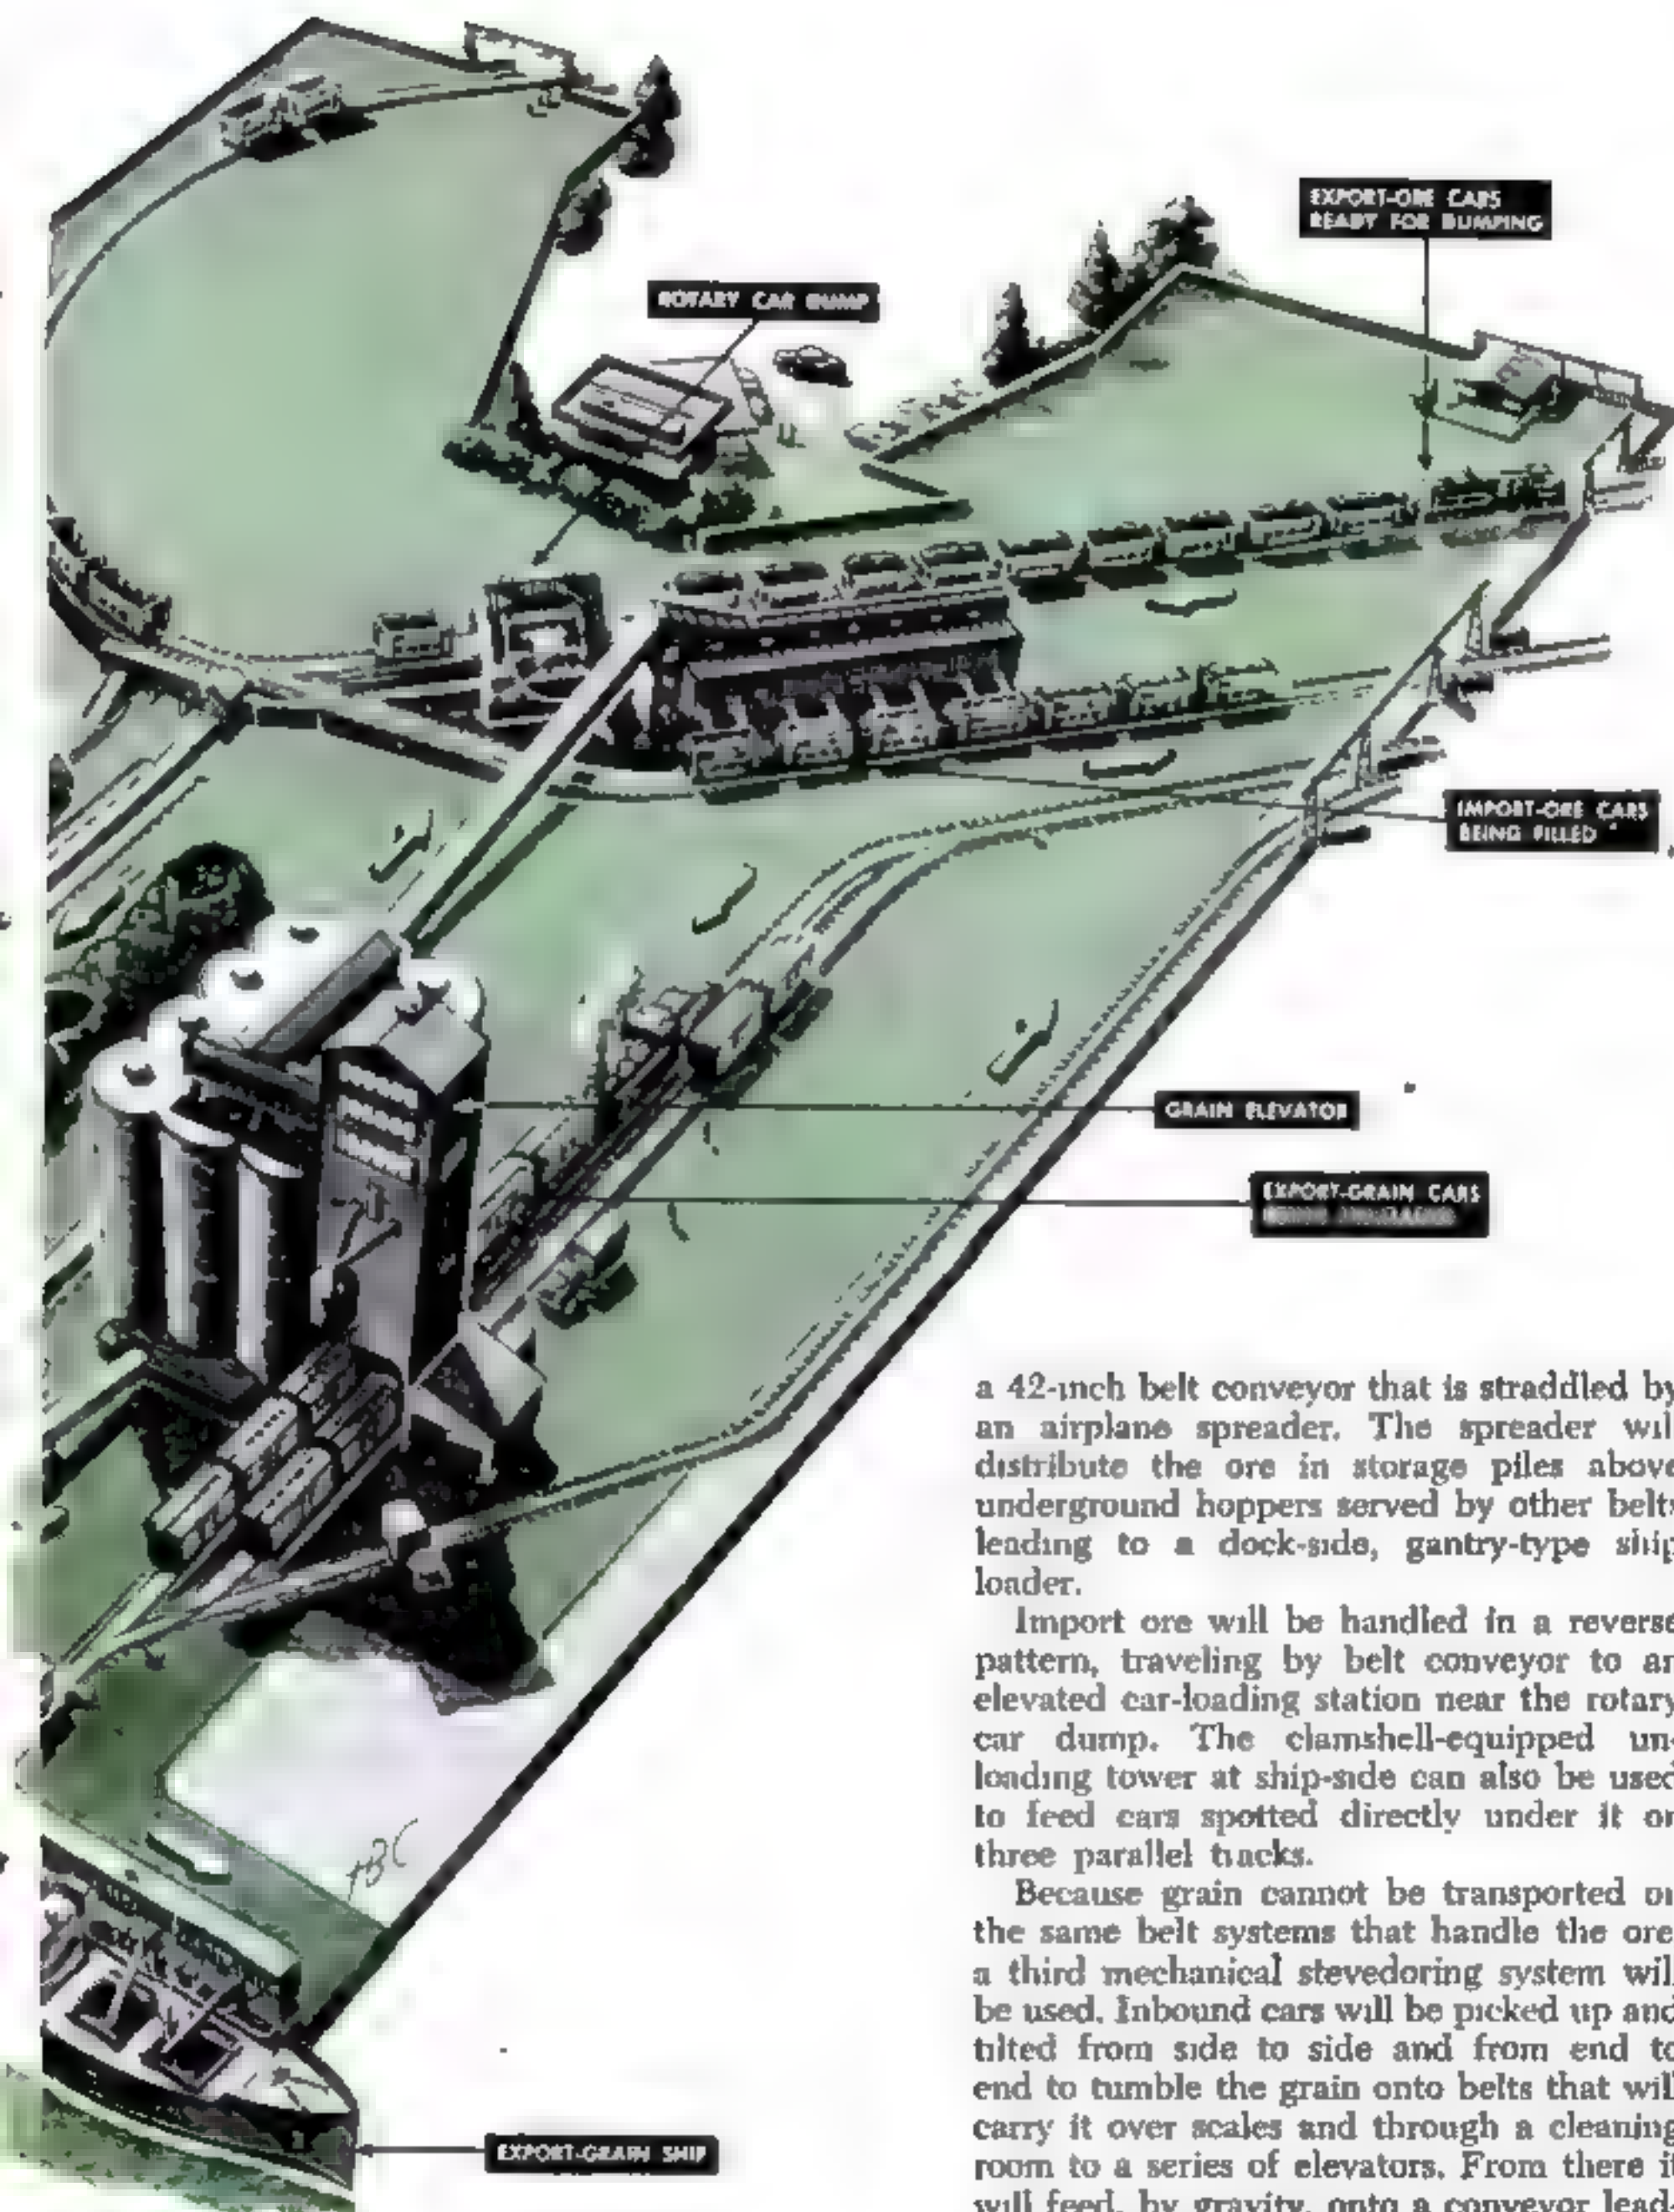 EXPORT-ORE CARS
READY FOR DUMPING
ROTARY CAR DUMP
IMPORT-ORE CARS
BEING FILLED
GRAIN ELEVATOR
EXPORT-GRAIN CARS
EXPORT-GRAIN SHIP
a 42-inch belt conveyor that is straddled by
an airplane spreader. The spreader
distribute the ore in storage piles above
underground hoppers served by other
leading to a dock-side, gantry-type
loader.
Import ore will be handled in a reverse
pattern, traveling by belt conveyor to
elevated car-loading station near the rotary
car dump. The clamshell-equipped un-
loading tower at ship-side can also be used
to feed cars spotted directly under it
three parallel tracks.
Because grain cannot be transported
the same belt systems that handle the ore
a third mechanical stevedoring system
be used. Inbound cars will be picked up and
tilted from side to side and from end
end to tumble the grain onto belts that will
carry it over scales and through a cleaning
room to a series of elevators. From there
will feed, by gravity, onto a conveyor lead-